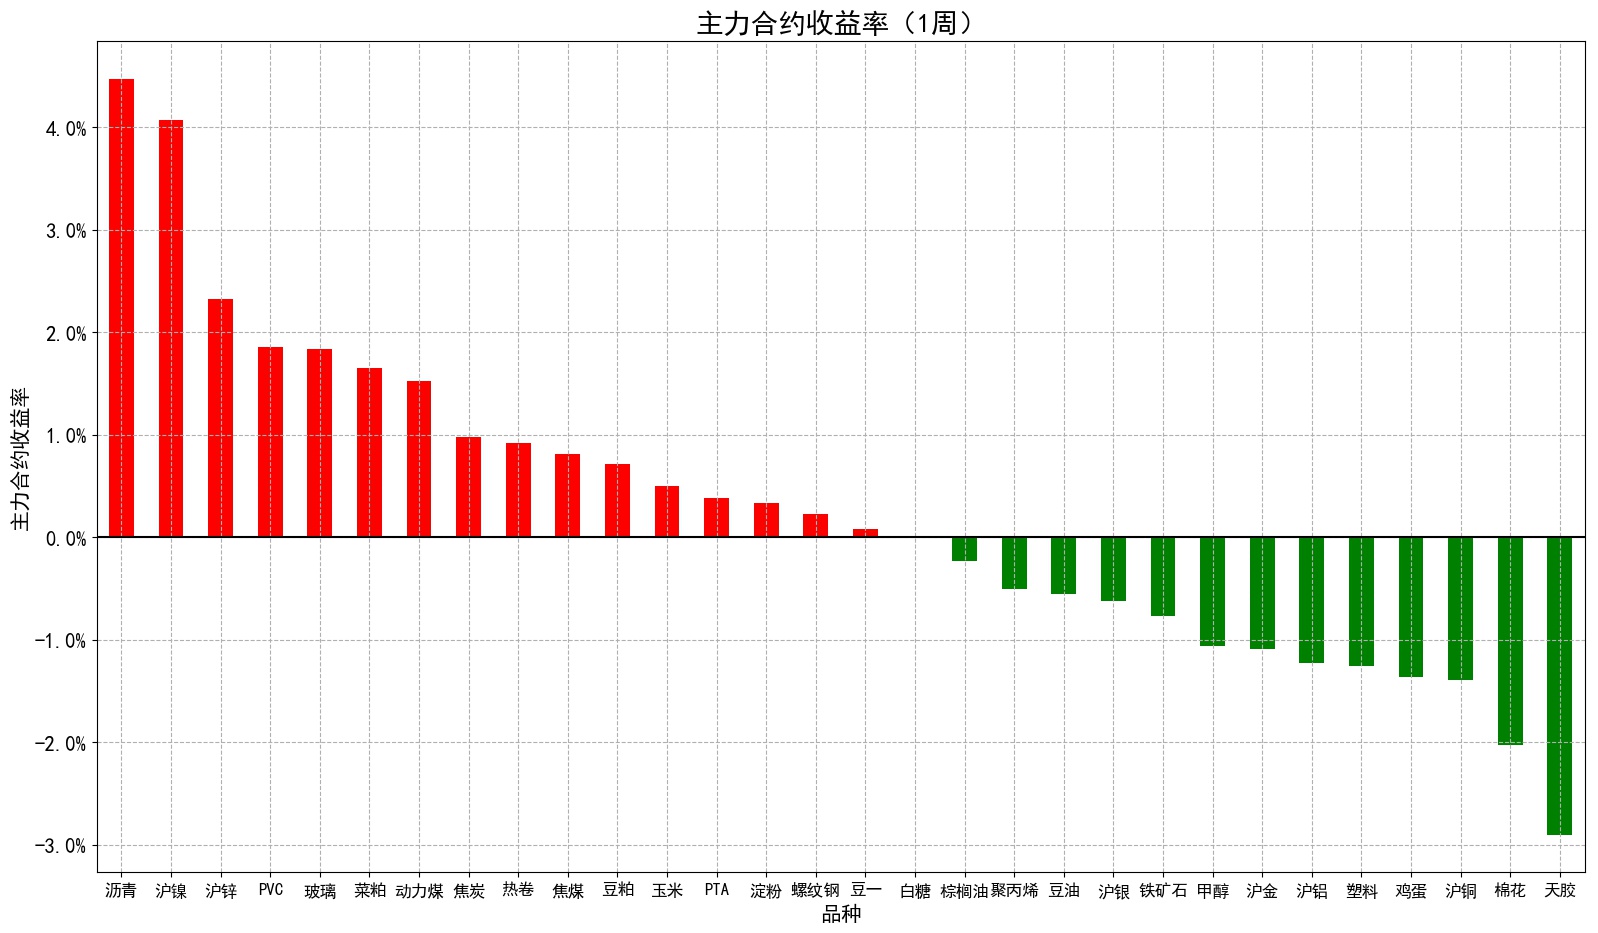 主力合约收益率（1周）
主力合约收益率
4.0%
3.0%
2.0%
1.0%
0.0%
−1.0%
−2.0%
−3.0%
沥青 沪镍 沪锌 PVC 玻璃 菜粕 动力煤 焦炭 热卷 焦煤 豆粕 玉米 PTA 淀粉 螺纹钢 豆一 白糖 棕榈油 聚丙烯 豆油 沪银 铁矿石 甲醇 沪金 沪铝 塑料 鸡蛋 沪铜 棉花 天胶
品种